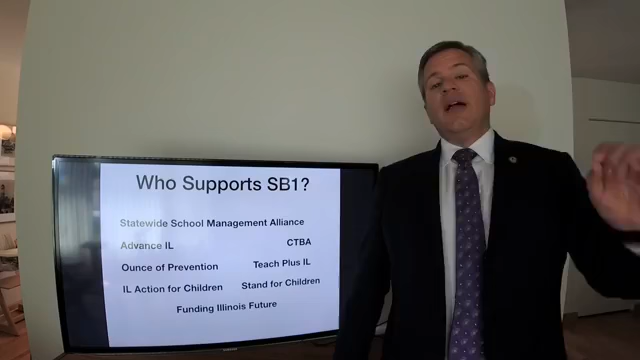 Who Supports SB1?
Statewide School Management Alliance
Advance IL CTBA
Ounce of Prevention Teach Plus IL
IL Action for Children Stand for Children
Funding Illinois Future